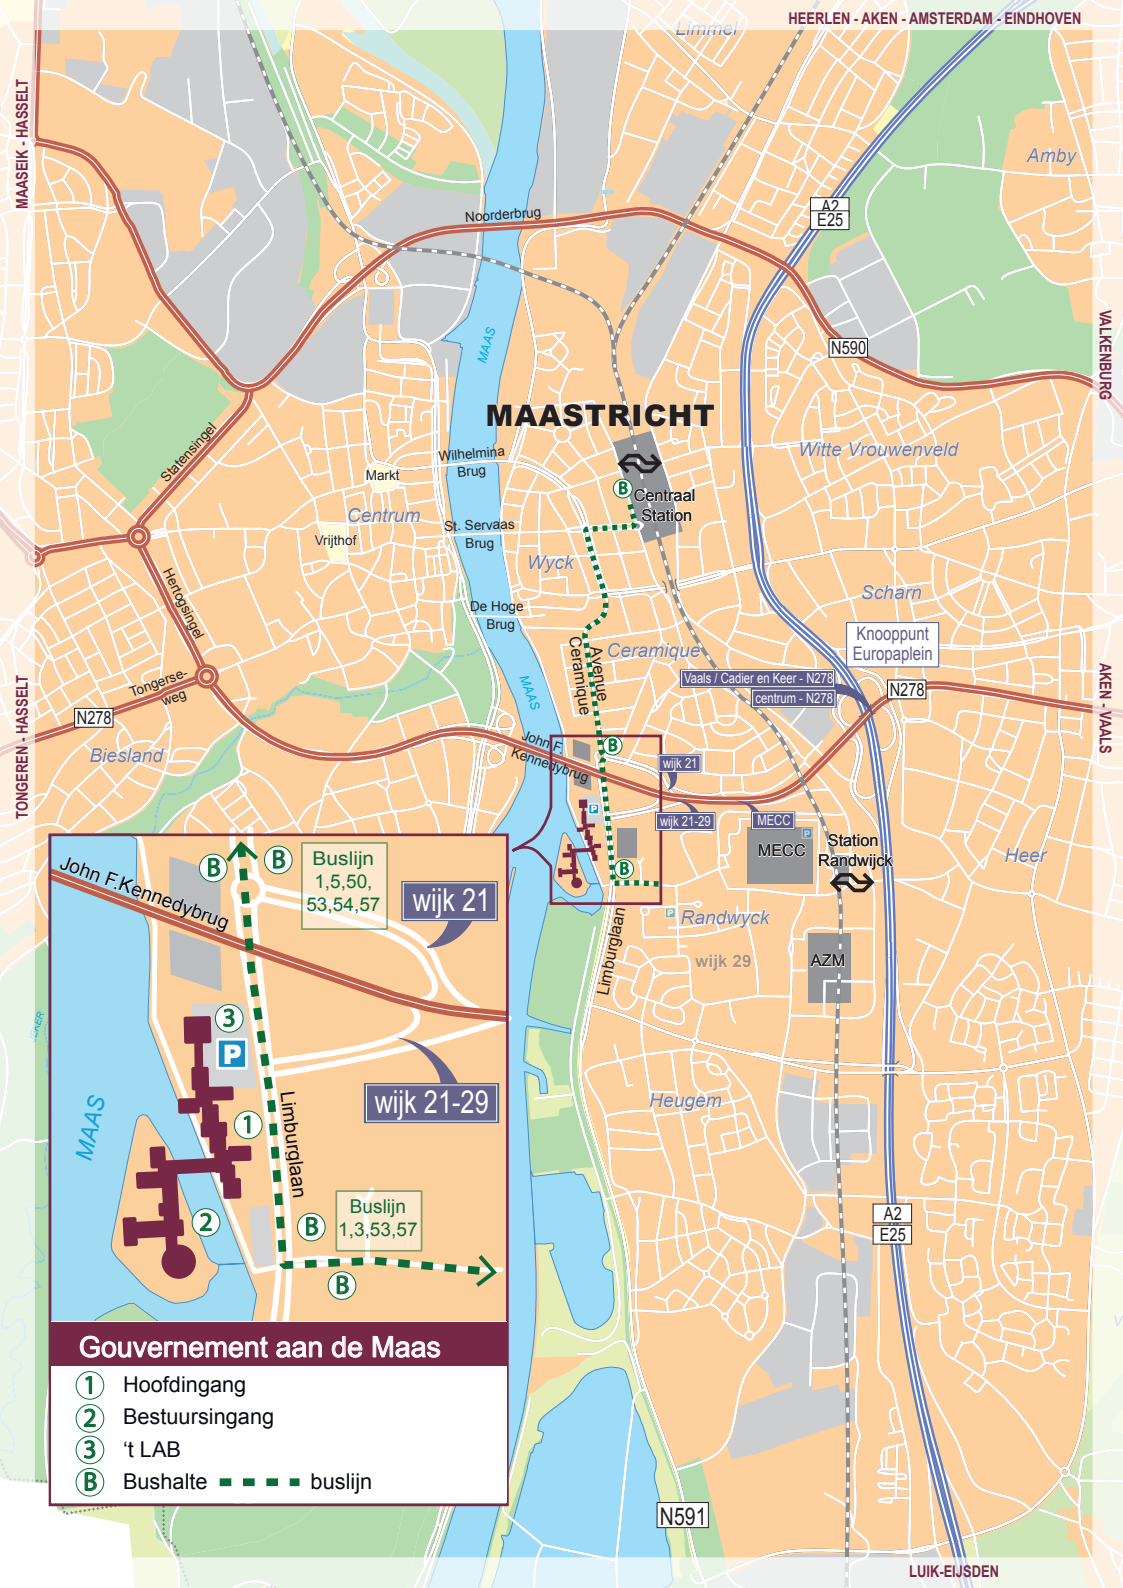 HEERLEN - AKEN - AMSTERDAM - EINDHOVEN
Limmel
MAASEIK - HASSELT
Amby
A2
E25
Noorderbrug
MAAS
N590
VALKENBURG
MAASTRICHT
Statensingel
Wilhelmina
Brug
Witte Vrouwenveld
Markt
B
Centraal
Station
Centrum
St. Servaas
Brug
Vrijthof
Wyck
Hertogsingel
De Hoge
Brug
Scharn
Knooppunt
Europaplein
Avenue
Ceramique
Ceramique
Vaals / Cadier en Keer - N278
centrum - N278
N278
AKEN - VAALS
Tongerse-
weg
N278
TONGEREN - HASSELT
MAAS
Biesland
John F.
Kennedybrug
B
wijk 21
P
wijk 21-29
MECC
MECC
P
Station
Randwijck
Heer
B
P
Randwyck
Limburglaan
wijk 29
AZM
JEKER
Heugem
A2
E25
V
N591
LUIK-EIJSDEN
John F.Kennedybrug
B
B
Buslijn
1,5,50,
53,54,57
wijk 21
3
P
wijk 21-29
MAAS
1
Limburglaan
2
B
Buslijn
1,3,53,57
B
Gouvernement aan de Maas
1 Hoofdingang
2 Bestuursingang
3 ‘t LAB
B Bushalte buslijn